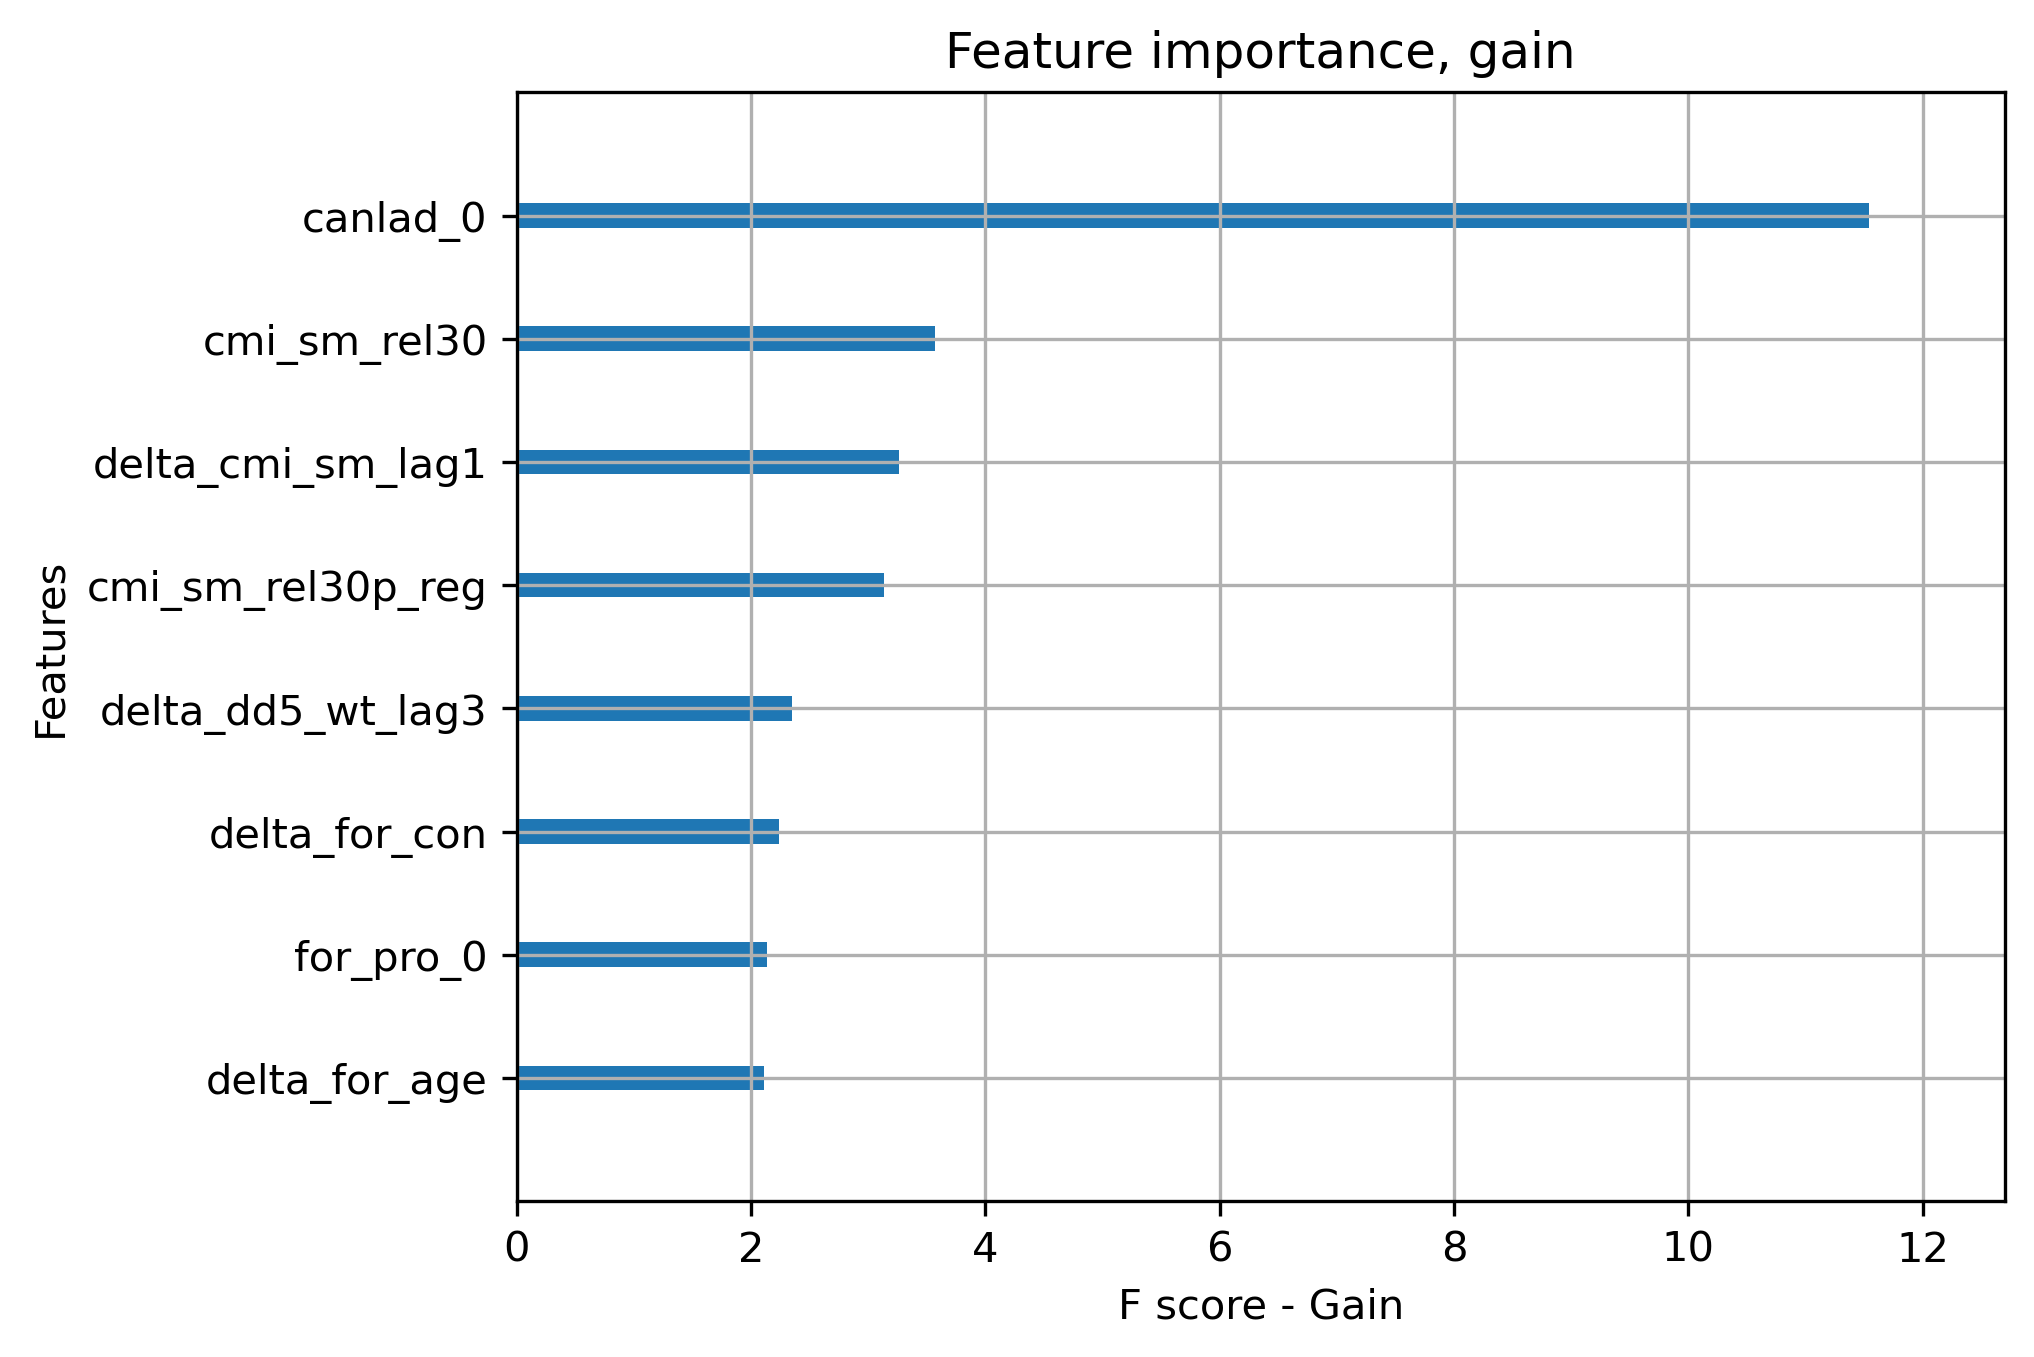 Feature importance, gain
canlad_0
cmi_sm_rel30
delta_cmi_sm_lag1
cmi_sm_rel30p_reg
delta_dd5_wt_lag3
delta_for_con
for_pro_0
delta_for_age
Features
0 2 4 6 8 10 12
F score - Gain